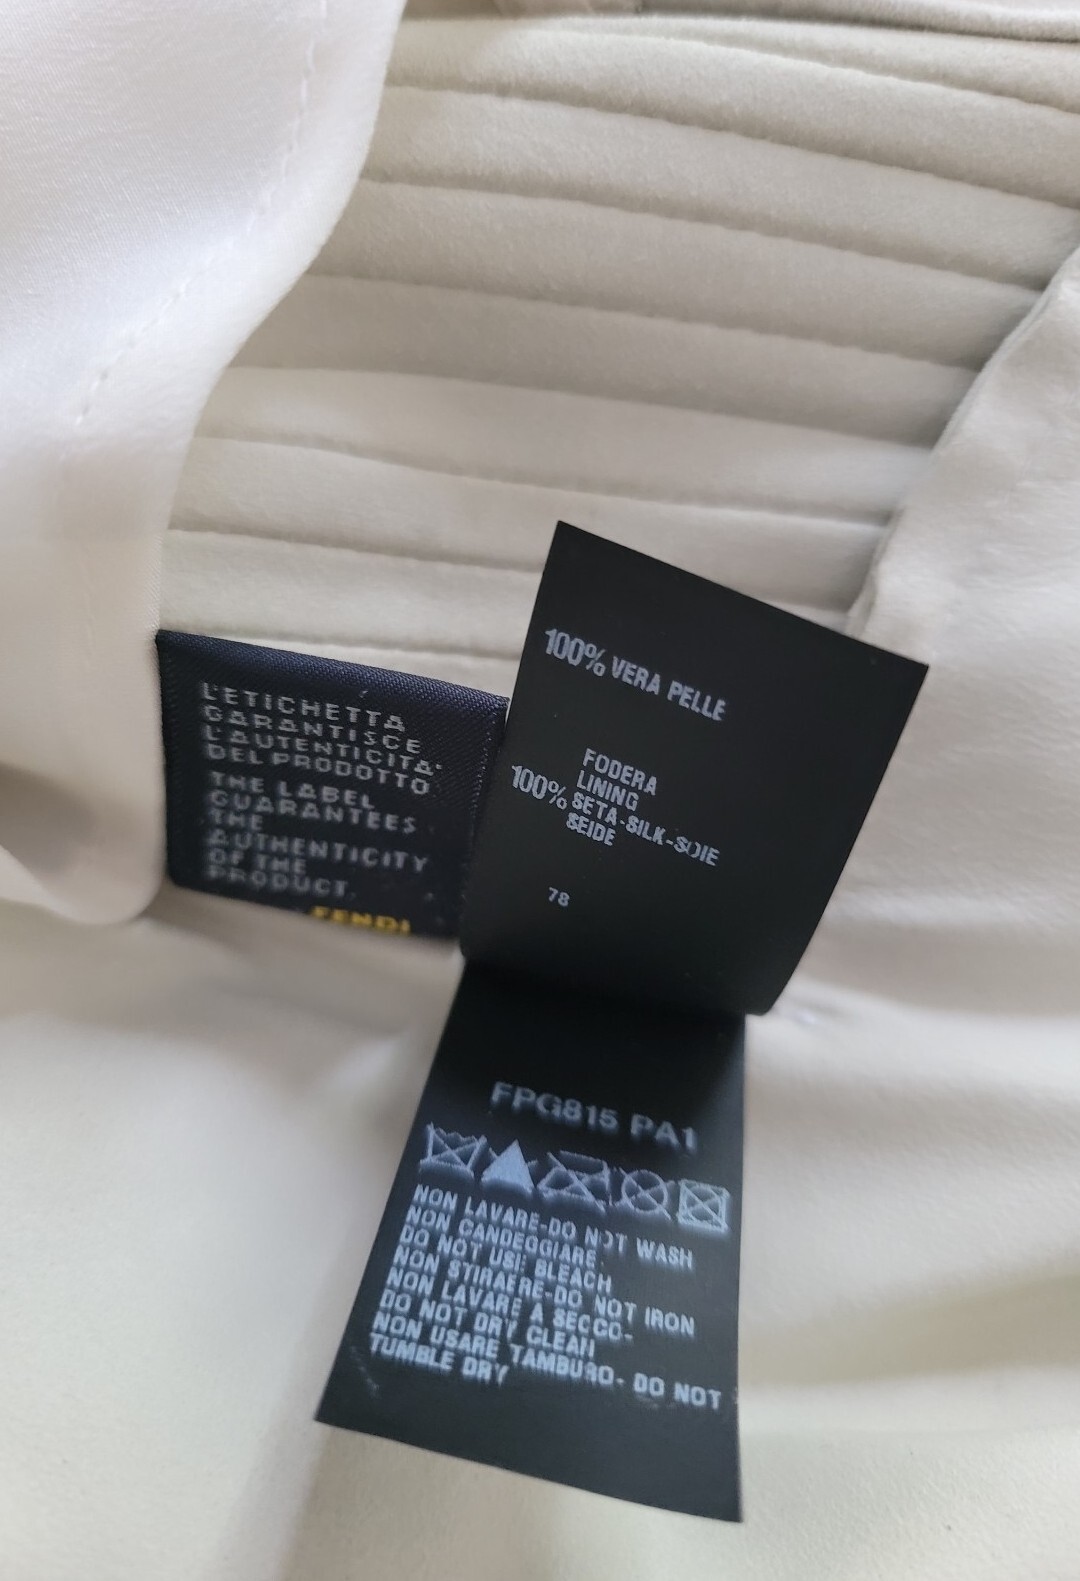 L'ETICHETTA
GARANTISCE
L'AUTENTICITA'
DEL PRODOTTO
THE LABEL
GUARANTEES
THE
AUTHENTICITY
OF THE
PRODUCT.
FENDI
100% VERA PELLE
FODERA
LINING
100% SETA-SILK-SOIE
SEIDE
78
FPG815 PA1
NON LAVARE-DO NOT WASH
NON CANDEGGIARE
DO NOT USE BLEACH
NON STIRAERE-DO NOT IRON
NON LAVARE A SECCO-
DO NOT DRY CLEAN
NON USARE TAMBURO- DO NOT
TUMBLE DRY